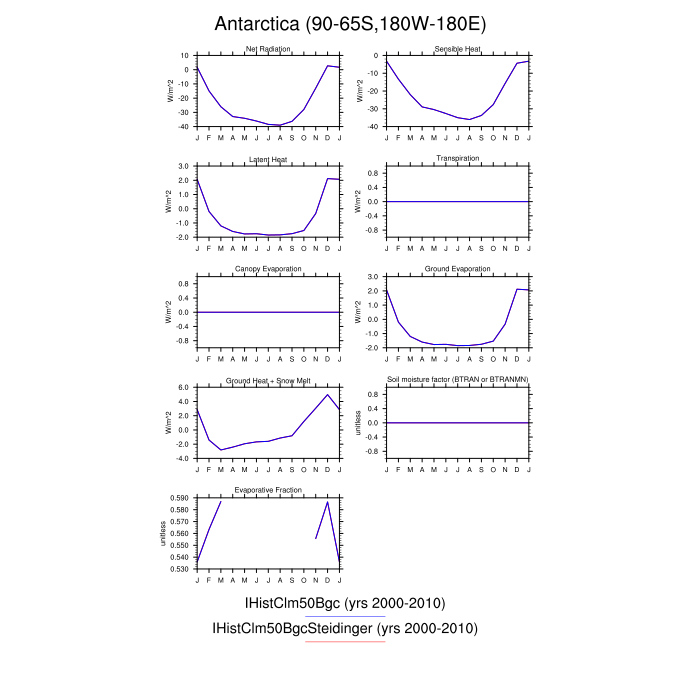 Antarctica (90-65S,180W-180E)
Net Radiation
W/m^2
10
0
-10
-20
-30
-40
J F M A M J J A S O N D J
Sensible Heat
W/m^2
0
-10
-20
-30
-40
J F M A M J J A S O N D J
Latent Heat
W/m^2
3.0
2.0
1.0
0.0
-1.0
-2.0
J F M A M J J A S O N D J
Transpiration
W/m^2
0.8
0.4
0.0
-0.4
-0.8
J F M A M J J A S O N D J
Canopy Evaporation
W/m^2
0.8
0.4
0.0
-0.4
-0.8
J F M A M J J A S O N D J
Ground Evaporation
W/m^2
3.0
2.0
1.0
0.0
-1.0
-2.0
J F M A M J J A S O N D J
Ground Heat + Snow Melt
W/m^2
6.0
4.0
2.0
0.0
-2.0
-4.0
J F M A M J J A S O N D J
Soil moisture factor (BTRAN or BTRANMN)
unitless
0.8
0.4
0.0
-0.4
-0.8
J F M A M J J A S O N D J
Evaporative Fraction
unitless
0.590
0.580
0.570
0.560
0.550
0.540
0.530
J F M A M J J A S O N D J
IHistClm50Bgc (yrs 2000-2010)
IHistClm50BgcSteidinger (yrs 2000-2010)